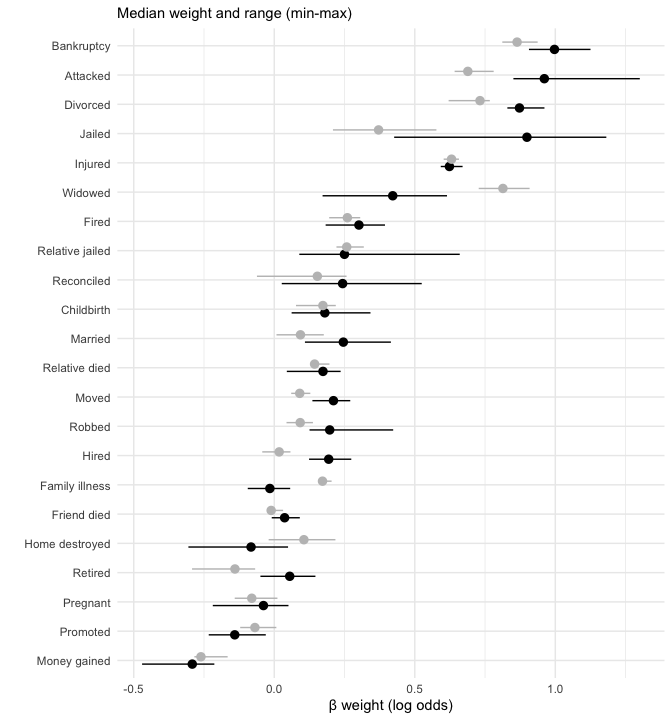 Median weight and range (min-max)
Bankruptcy
Attacked
Divorced
Jailed
Injured
Widowed
Fired
Relative jailed
Reconciled
Childbirth
Married
Relative died
Moved
Robbed
Hired
Family illness
Friend died
Home destroyed
Retired
Pregnant
Promoted
Money gained
-0.5 0.0 0.5 1.0
β weight (log odds)